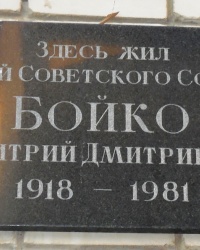 Здесь жил
й Советского Со
Бойко
итрий Дмитри
1918 – 1981